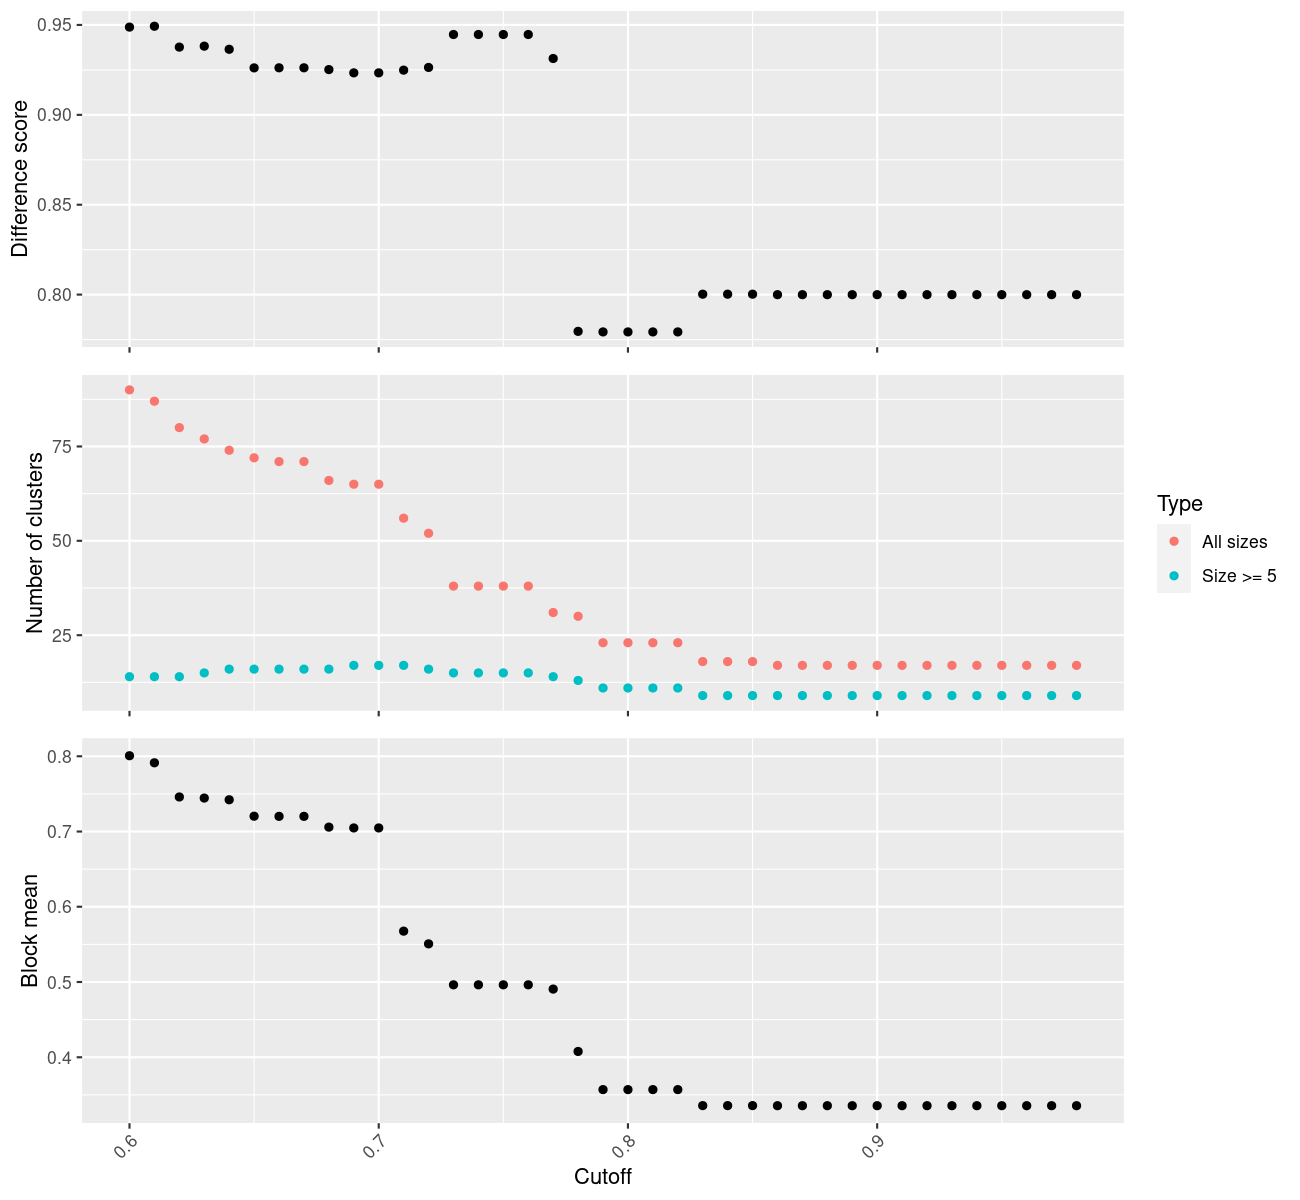 Difference score
0.95
0.90
0.85
0.80
Number of clusters
75
50
25
Type
All sizes
Size >= 5
Block mean
0.8
0.7
0.6
0.5
0.4
0.6 0.7 0.8 0.9
Cutoff